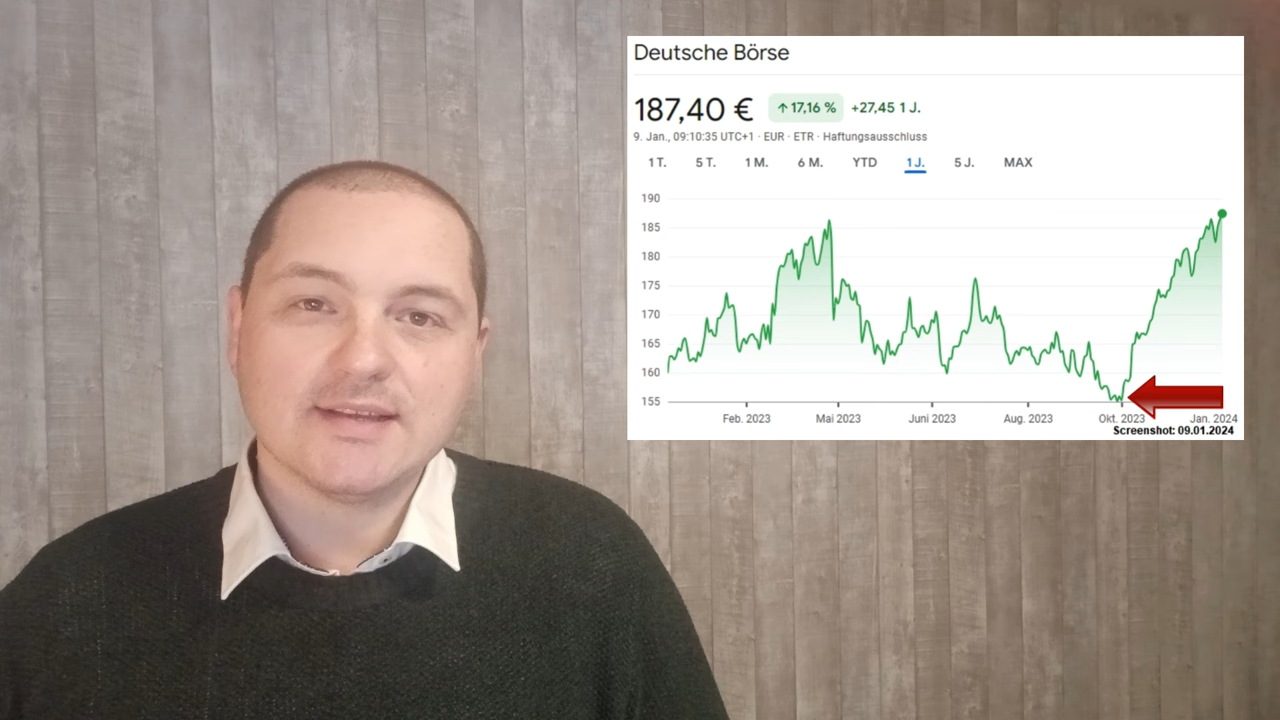 Deutsche Börse
187,40 €
↑ 17,16 %
+27,45 1 J.
9. Jan., 09:10:35 UTC+1 · EUR · ETR · Haftungsausschluss
1 T. 5 T. 1 M. 6 M. YTD 1 J. 5 J. MAX
190
185
180
175
170
165
160
155
Feb. 2023 Mai 2023 Juni 2023 Aug. 2023 Okt. 2023 Jan. 2024
Screenshot: 09.01.2024